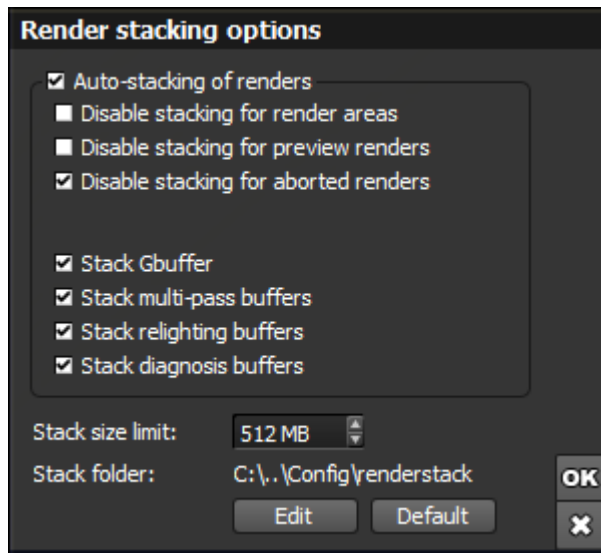 Render stacking options
Auto-stacking of renders
Disable stacking for render areas
Disable stacking for preview renders
Disable stacking for aborted renders
Stack Gbuffer
Stack multi-pass buffers
Stack relighting buffers
Stack diagnosis buffers
Stack size limit: 512 MB
Stack folder: C:\..\Config\renderstack
Edit Default
OK